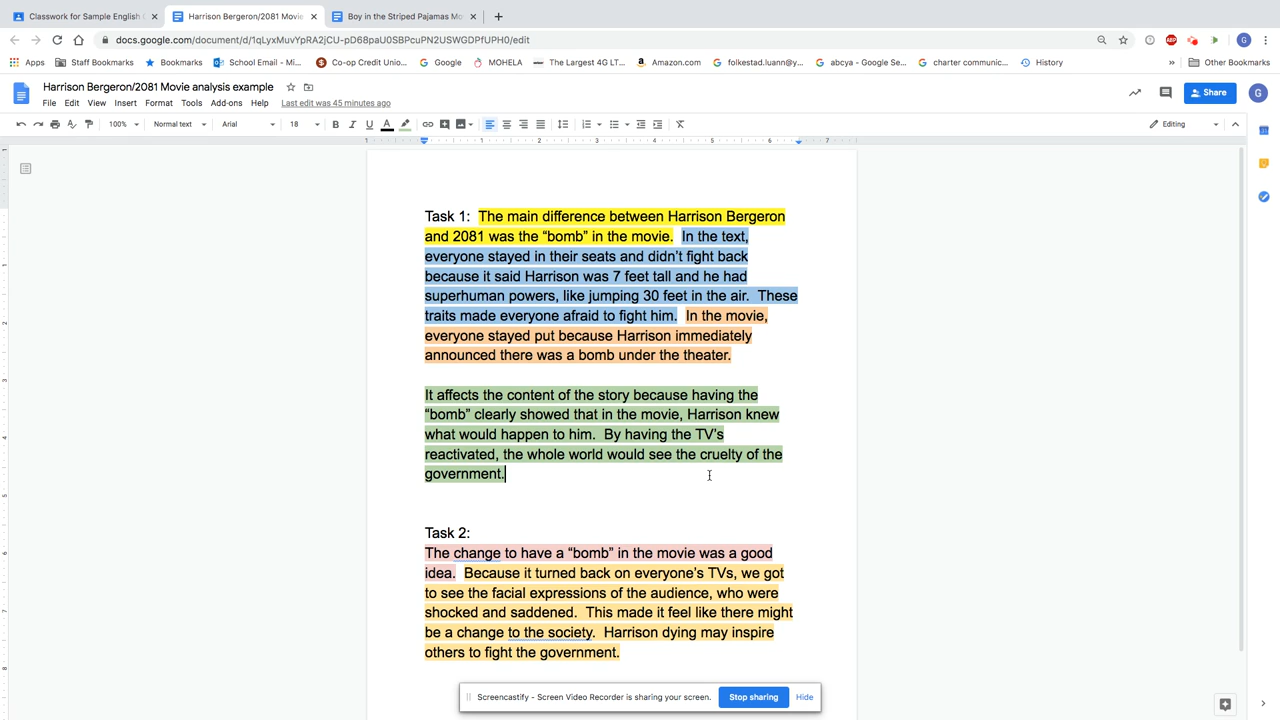 Classwork for Sample English
Harrison Bergeron/2081 Movie
Boy in the Striped Pajamas Mo
docs.google.com/document/d/1qLyxMuvYpRA2jCU-pD68paU0SBPcuPN2USWGDPfUPH0/edit
ABP
G
Apps Staff Bookmarks Bookmarks School Email - Mi... Co-op Credit Unio... Google MOHELA The Largest 4G LT... Amazon.com folkestad.luann@y... abcya - Google Se... charter communic... History » Other Bookmarks
Harrison Bergeron/2081 Movie analysis example
File Edit View Insert Format Tools Add-ons Help Last edit was 45 minutes ago
Share
G
100% Normal text Arial 18 B I U A Editing
1 1 2 3 4 5 6 7
Task 1: The main difference between Harrison Bergeron
and 2081 was the “bomb” in the movie. In the text,
everyone stayed in their seats and didn’t fight back
because it said Harrison was 7 feet tall and he had
superhuman powers, like jumping 30 feet in the air. These
traits made everyone afraid to fight him. In the movie,
everyone stayed put because Harrison immediately
announced there was a bomb under the theater.
It affects the content of the story because having the
“bomb” clearly showed that in the movie, Harrison knew
what would happen to him. By having the TV’s
reactivated, the whole world would see the cruelty of the
government.
Task 2:
The change to have a “bomb” in the movie was a good
idea. Because it turned back on everyone’s TVs, we got
to see the facial expressions of the audience, who were
shocked and saddened. This made it feel like there might
be a change to the society. Harrison dying may inspire
others to fight the government.
Screencastify - Screen Video Recorder is sharing your screen. Stop sharing Hide